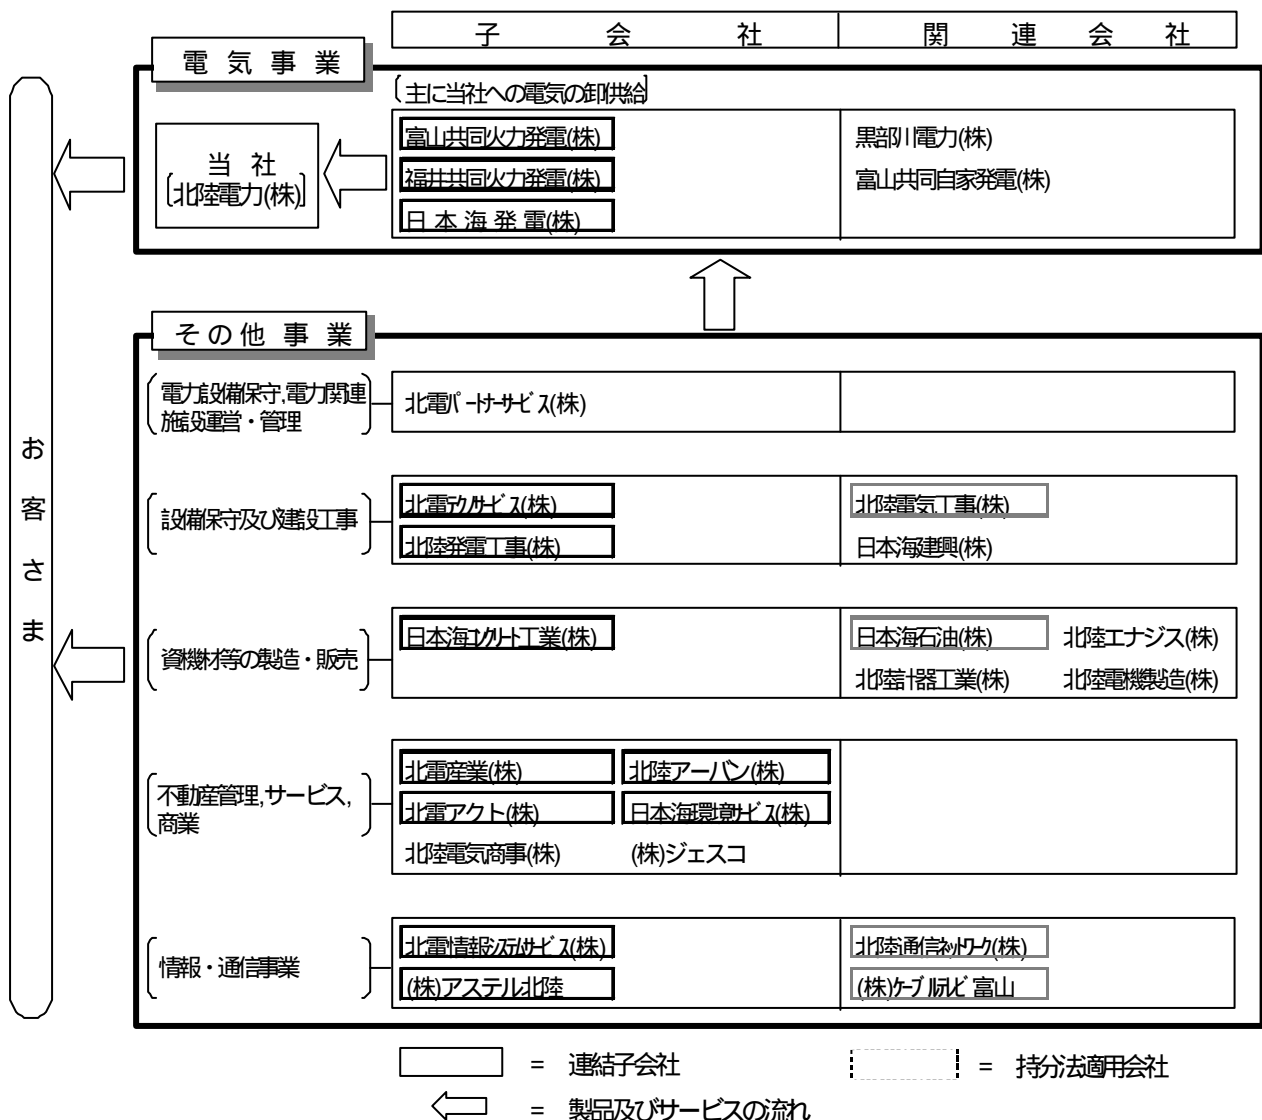 子 会 社 関 連 会 社
電 気 事 業
〔主に当社への電気の卸供給〕
富山共同火力発電(株) 黒部川電力(株)
当 社
〔北陸電力(株)〕
福井共同火力発電(株) 富山共同自家発電(株)
日 本 海 発 電(株)
そ の 他 事 業
電力設備保守,電力関連
施設運営・管理
北電パートナーサービス(株)
お客さま
設備保守及び建設工事
北電テクノサービス(株) 北陸電気工事(株)
北陸発電工事(株) 日本海建興(株)
資機材等の製造・販売
日本海コンクリート工業(株) 日本海石油(株) 北陸エナジス(株)
北陸計器工業(株) 北陸電機製造(株)
不動産管理,サービス,
商業
北電産業(株) 北陸アーバン(株)
北電アクト(株) 日本海環境サービス(株)
北陸電気商事(株) (株)ジェスコ
情報・通信事業
北電情報システムサービス(株) 北陸通信ネットワーク(株)
(株)アステル北陸 (株)ケーブルテレビ富山
= 連結子会社 = 持分法適用会社
= 製品及びサービスの流れ